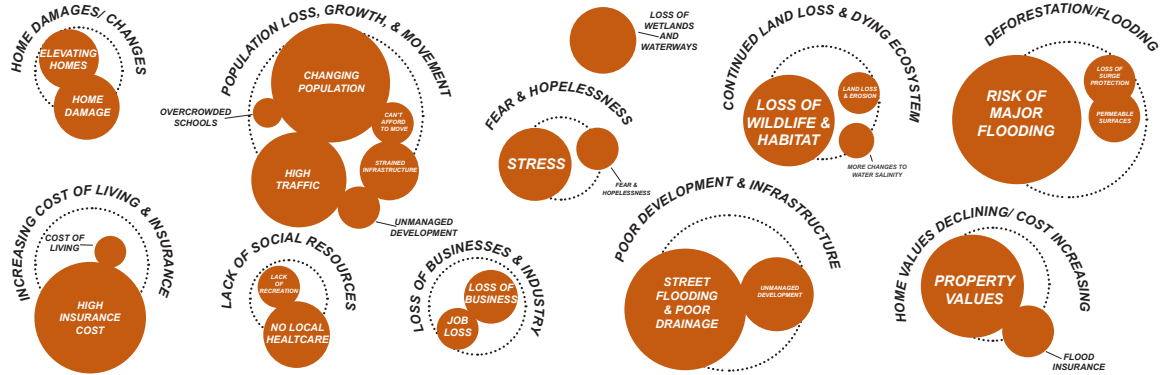 HOME DAMAGES/ CHANGES
ELEVATING
HOMES
HOME
DAMAGE
POPULATION LOSS, GROWTH, & MOVEMENT
CHANGING
POPULATION
OVERCROWDED
SCHOOLS
CAN'T
AFFORD
TO MOVE
HIGH
TRAFFIC
STRAINED
INFRASTRUCTURE
UNMANAGED
DEVELOPMENT
LOSS OF
WETLANDS
AND
WATERWAYS
FEAR & HOPELESSNESS
STRESS
FEAR &
HOPELESSNESS
CONTINUED LAND LOSS & DYING ECOSYSTEM
LOSS OF
WILDLIFE &
HABITAT
LAND LOSS
& EROSION
MORE CHANGES TO
WATER SALINITY
DEFORESTATION/FLOODING
RISK OF
MAJOR
FLOODING
LOSS OF
SURGE
PROTECTION
PERMEABLE
SURFACES
INCREASING COST OF LIVING & INSURANCE
COST OF
LIVING
HIGH
INSURANCE
COST
LACK OF SOCIAL RESOURCES
LACK
OF
RECREATION
NO LOCAL
HEALTCARE
LOSS OF BUSINESSES & INDUSTRY
LOSS OF
BUSINESS
JOB
LOSS
POOR DEVELOPMENT & INFRASTRUCTURE
STREET
FLOODING
& POOR
DRAINAGE
UNMANAGED
DEVELOPMENT
HOME VALUES DECLINING/ COST INCREASING
PROPERTY
VALUES
FLOOD
INSURANCE